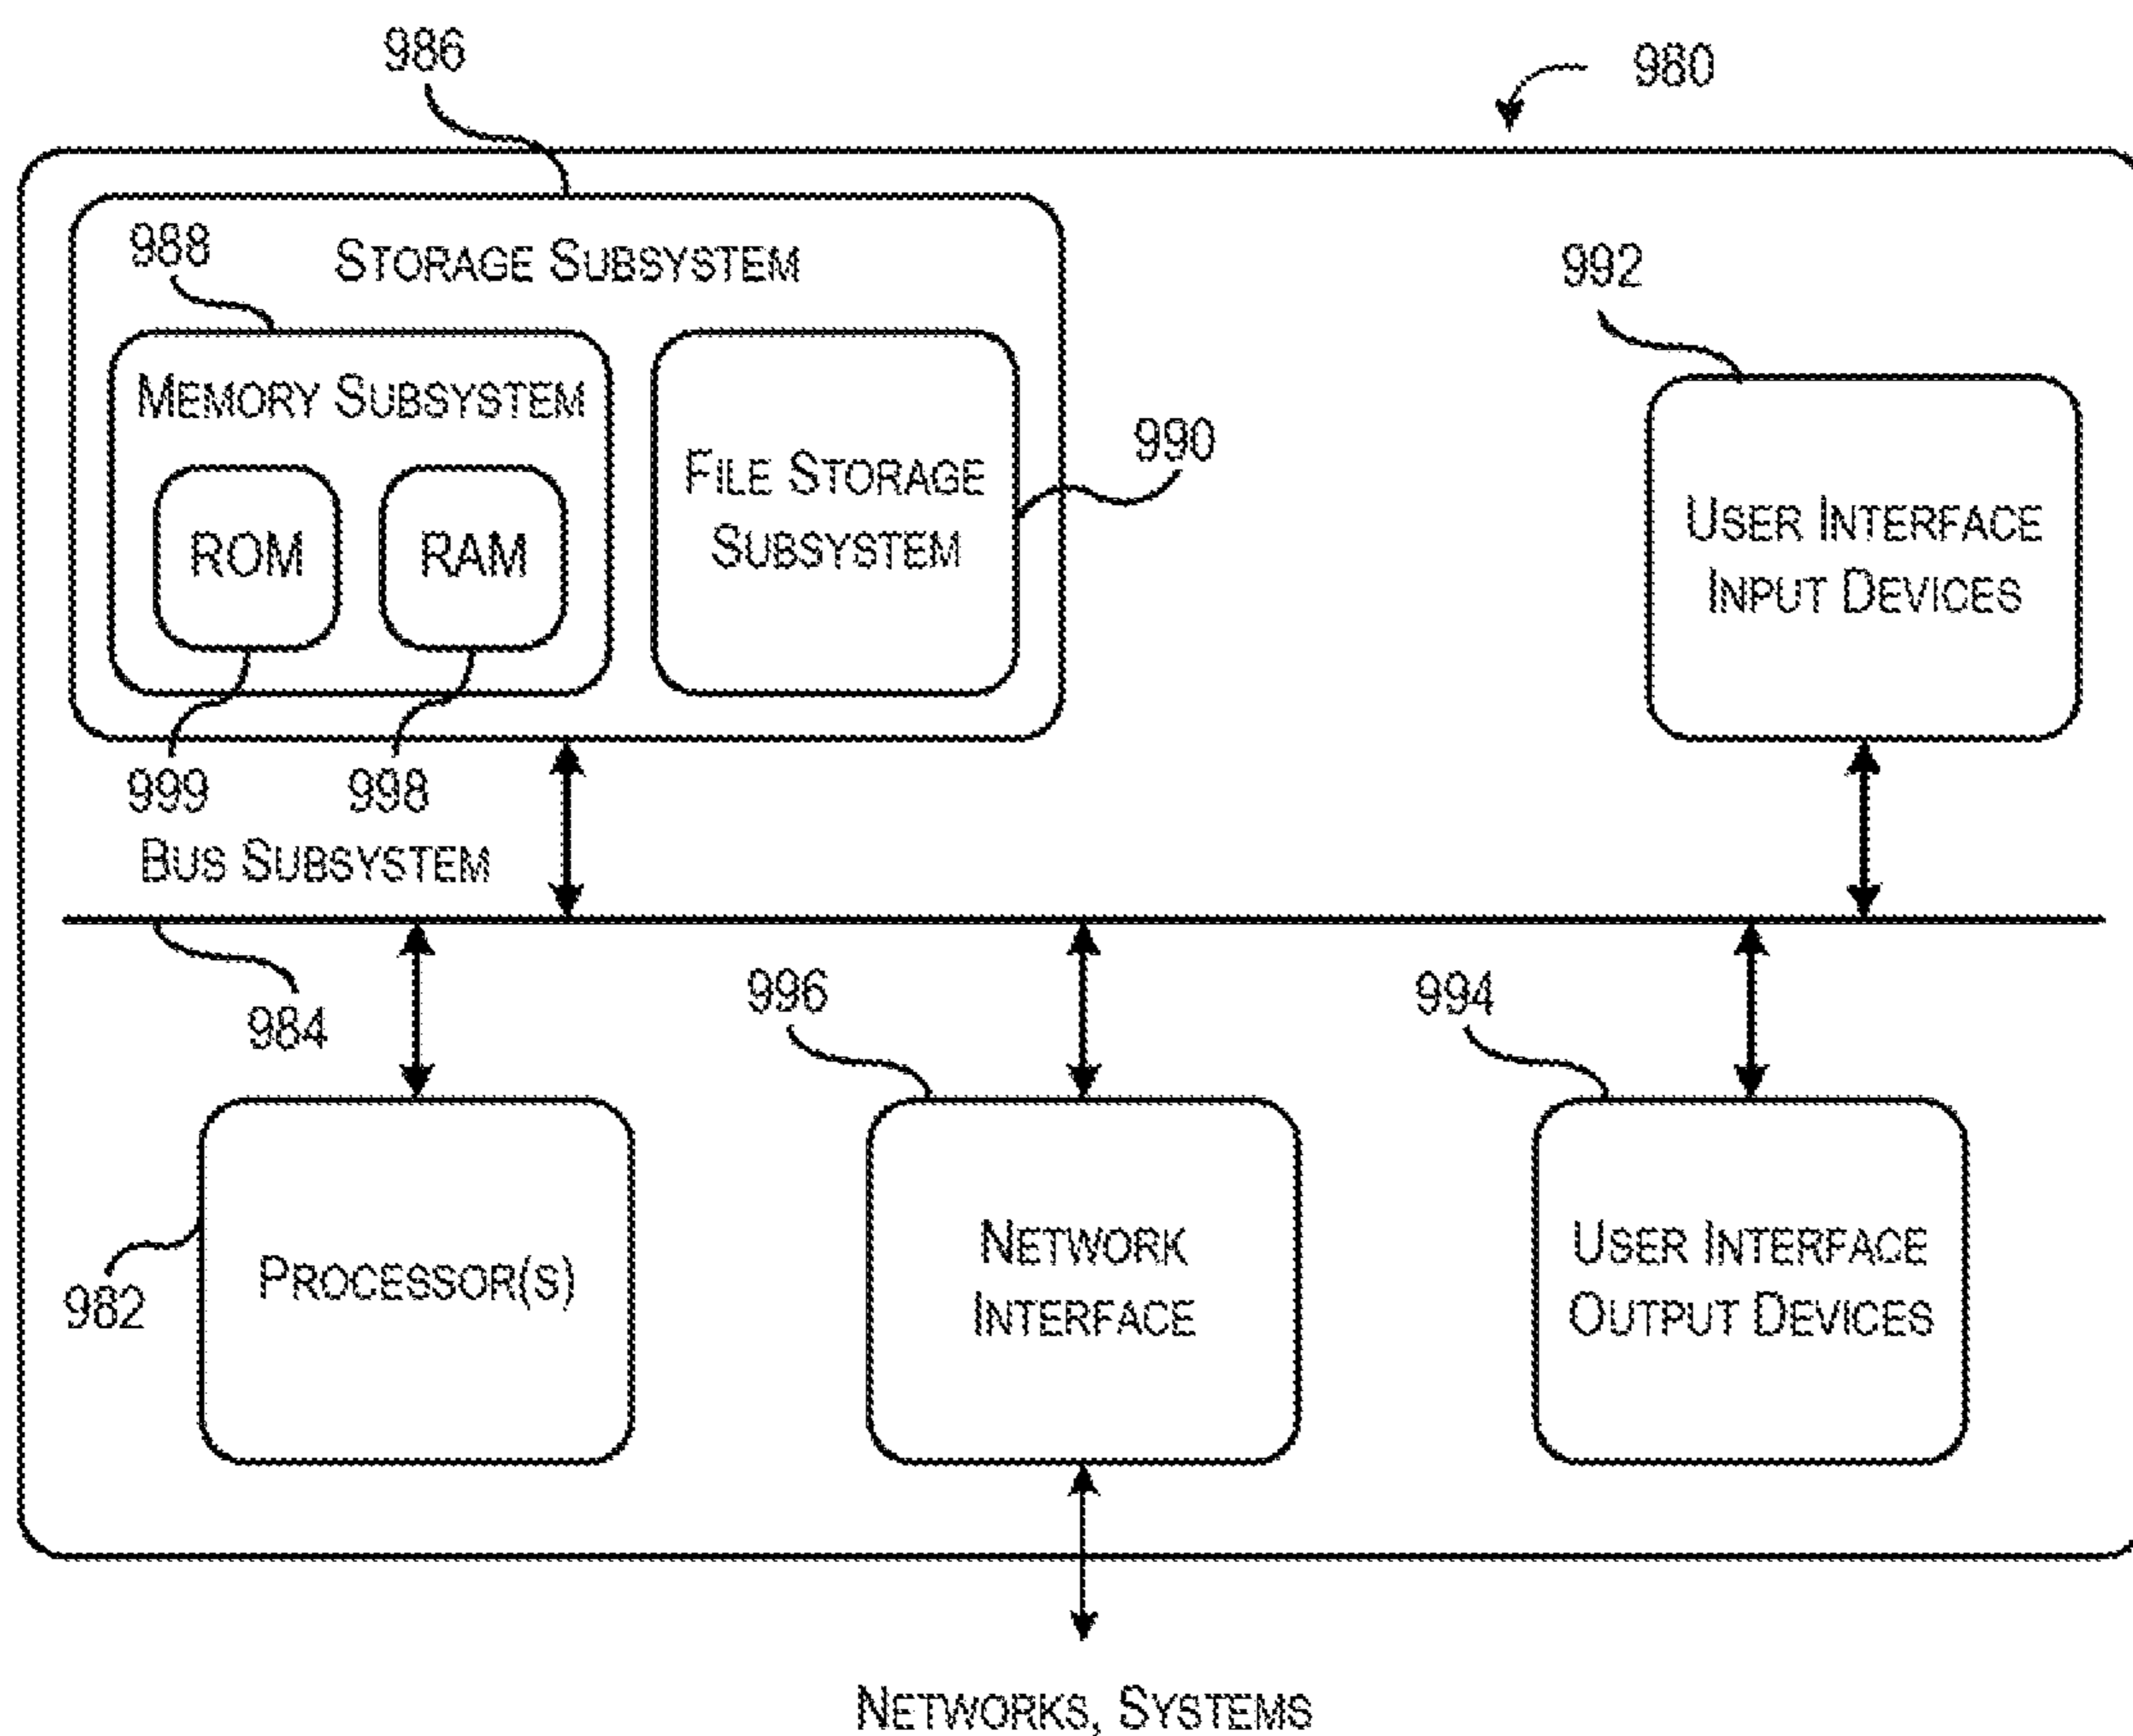 986
980
988
STORAGE SUBSYSTEM
992
MEMORY SUBSYSTEM
990
FILE STORAGE
SUBSYSTEM
ROM
RAM
USER INTERFACE
INPUT DEVICES
999
998
BUS SUBSYSTEM
984
996
994
982
PROCESSOR(S)
NETWORK
INTERFACE
USER INTERFACE
OUTPUT DEVICES
NETWORKS, SYSTEMS